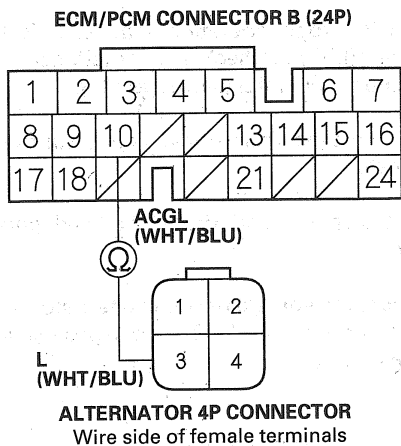 ECM/PCM CONNECTOR B (24P)
1 2 3 4 5 6 7
8 9 10 13 14 15 16
17 18 21 24
ACGL
(WHT/BLU)
Ω
1 2
3 4
L
(WHT/BLU)
ALTERNATOR 4P CONNECTOR
Wire side of female terminals